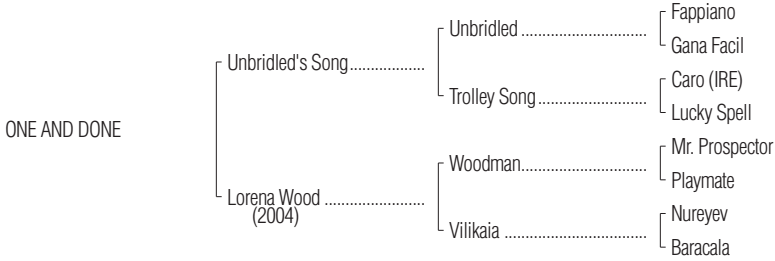 Fappiano
Unbridled ..............................
Gana Facil
Unbridled's Song..................
Caro (IRE)
Trolley Song..........................
Lucky Spell
ONE AND DONE
Mr. Prospector
Woodman..............................
Playmate
Lorena Wood ........................
(2004)
Nureyev
Vilikaia ..................................
Baracala